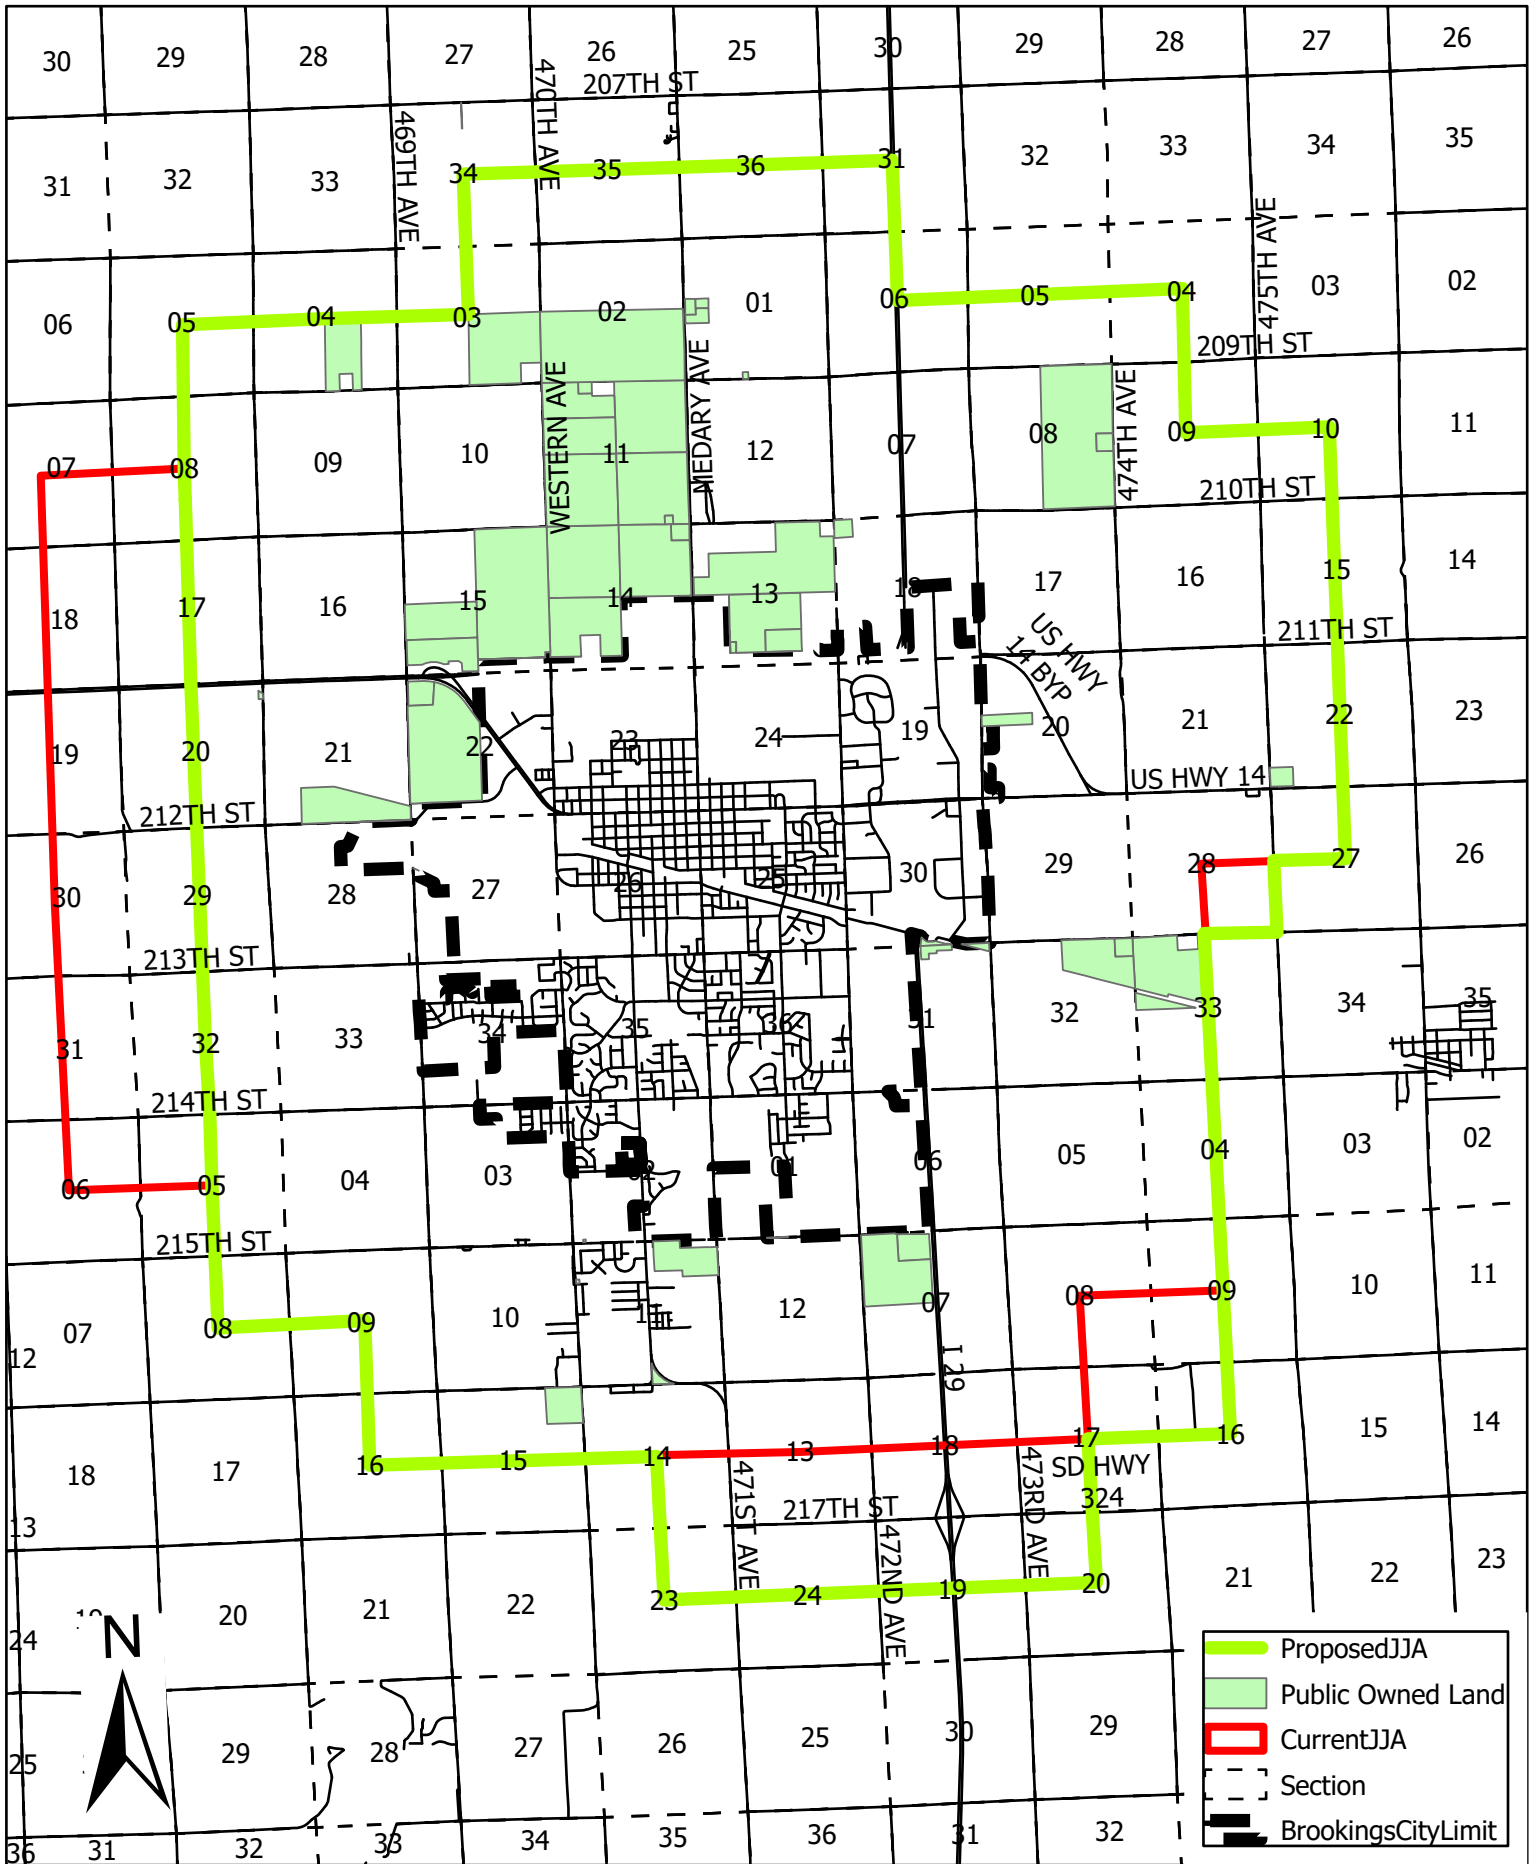 30 29 28 27 26 25 30 29 28 27 26
207TH ST
469TH AVE
470TH AVE
31 32 33 34 35 36 31 32 33 34 35
475TH AVE
06 05 04 03 02 01 06 05 04 03 02
209TH ST
WESTERN AVE
MEDARY AVE
474TH AVE
07 08 09 10 11 12 07 08 09 10 11
210TH ST
18 17 16 15 14 13 18 17 16 15 14
211TH ST
US HWY
14 BYP
19 20 21 22 23 24 19 20 21 22 23
US HWY 14
212TH ST
30 29 28 27 26 25 30 29 28 27 26
213TH ST
31 32 33 34 35 36 31 32 33 34 35
214TH ST
06 05 04 03 02 01 06 05 04 03 02
215TH ST
12 07 08 09 10 11 12 07 08 09 10 11
I 29
13 18 17 16 15 14 13 18 17 16 15 14
SD HWY
324
217TH ST
471ST AVE
472ND AVE
473RD AVE
24 19 20 21 22 23 24 19 20 21 22 23
N
25 29 28 27 26 25 30 29
36 31 32 33 34 35 36 31 32
ProposedJJA
Public Owned Land
CurrentJJA
Section
BrookingsCityLimit